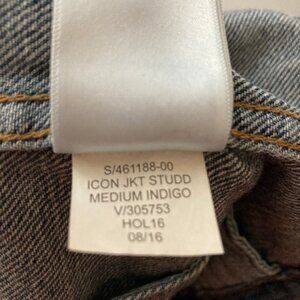 S/461188-00
ICON JKT STUDD
MEDIUM INDIGO
V/305753
HOL16
08/16